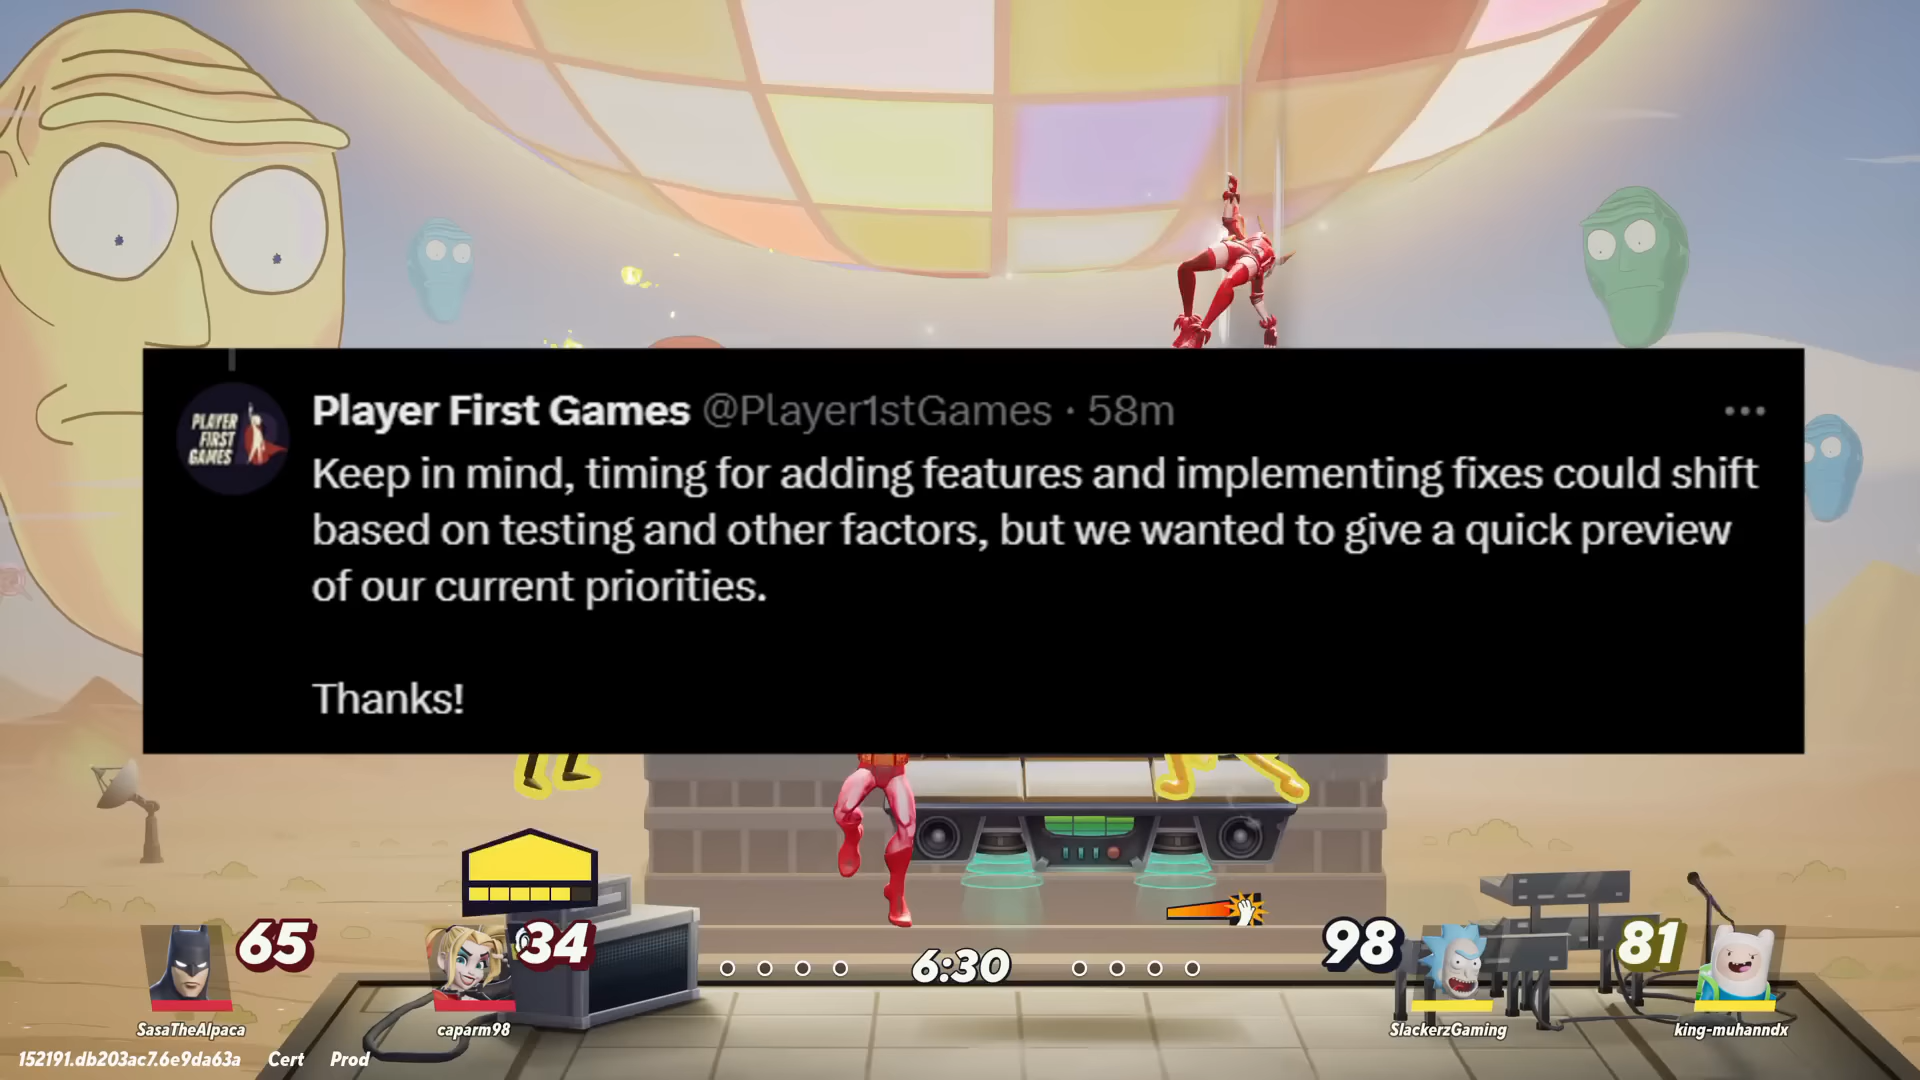 PLAYER
FIRST
GAMES
Player First Games @Player1stGames · 58m
Keep in mind, timing for adding features and implementing fixes could shift
based on testing and other factors, but we wanted to give a quick preview
of our current priorities.
Thanks!
65
34
6:30
98
81
SasaTheAlpaca
caparm98
SlackerzGaming
king-muhanndx
152191.db203ac7.6e9da63a Cert Prod